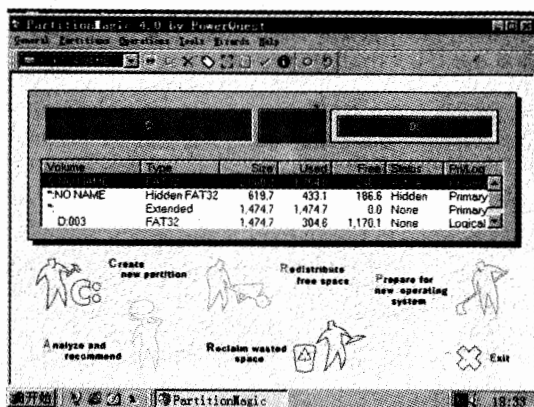 PartitionMagic 4.0 by PowerQuest
General Partitions Operations Tools Wizards Help
C: D:
Volume Type Size Used Free Status Pri/Log
*:NO NAME Hidden FAT32 619.7 433.1 186.6 Hidden Primary
*: Extended 1,474.7 1,474.7 0.0 None Primary
D:003 FAT32 1,474.7 304.6 1,170.1 None Logical
Create
new partition
Redistribute
free space
Prepare for
new operating
system
C:
Analyze and
recommend
Reclaim wasted
space
Exit
开始 PartitionMagic 18:33